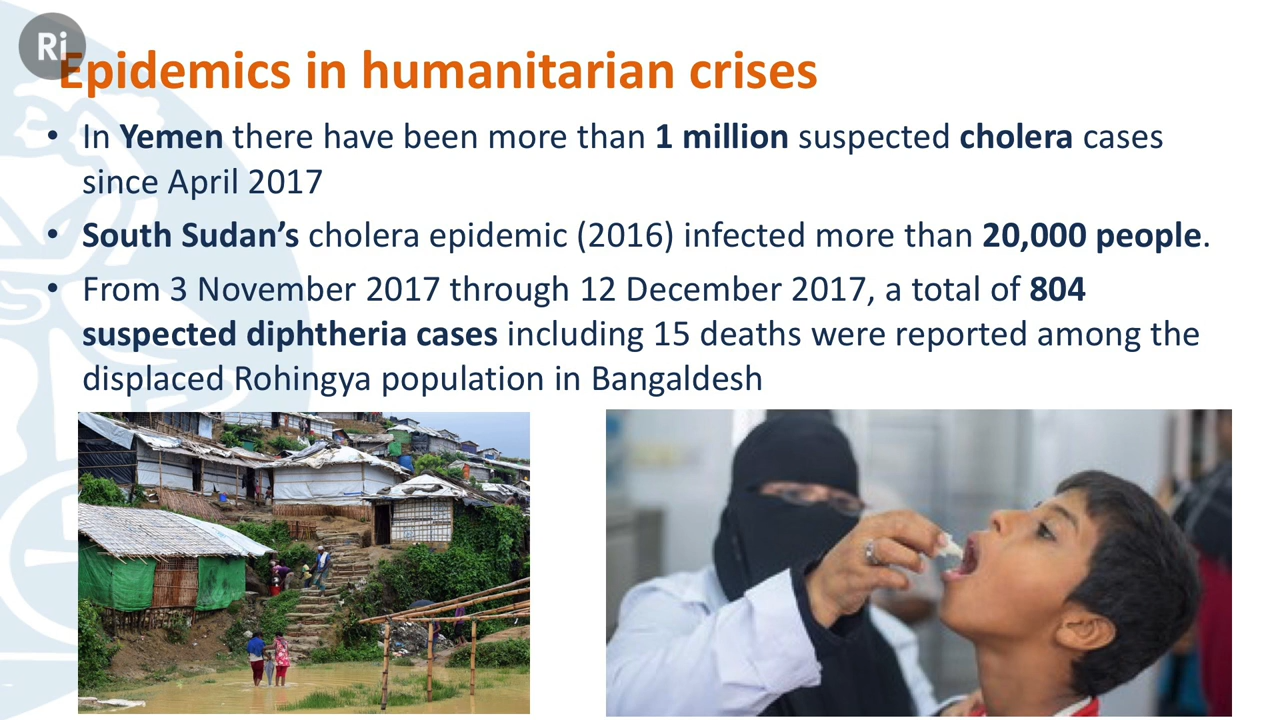 Ri
Epidemics in humanitarian crises
• In Yemen there have been more than 1 million suspected cholera cases
since April 2017
• South Sudan’s cholera epidemic (2016) infected more than 20,000 people.
• From 3 November 2017 through 12 December 2017, a total of 804
suspected diphtheria cases including 15 deaths were reported among the
displaced Rohingya population in Bangaldesh